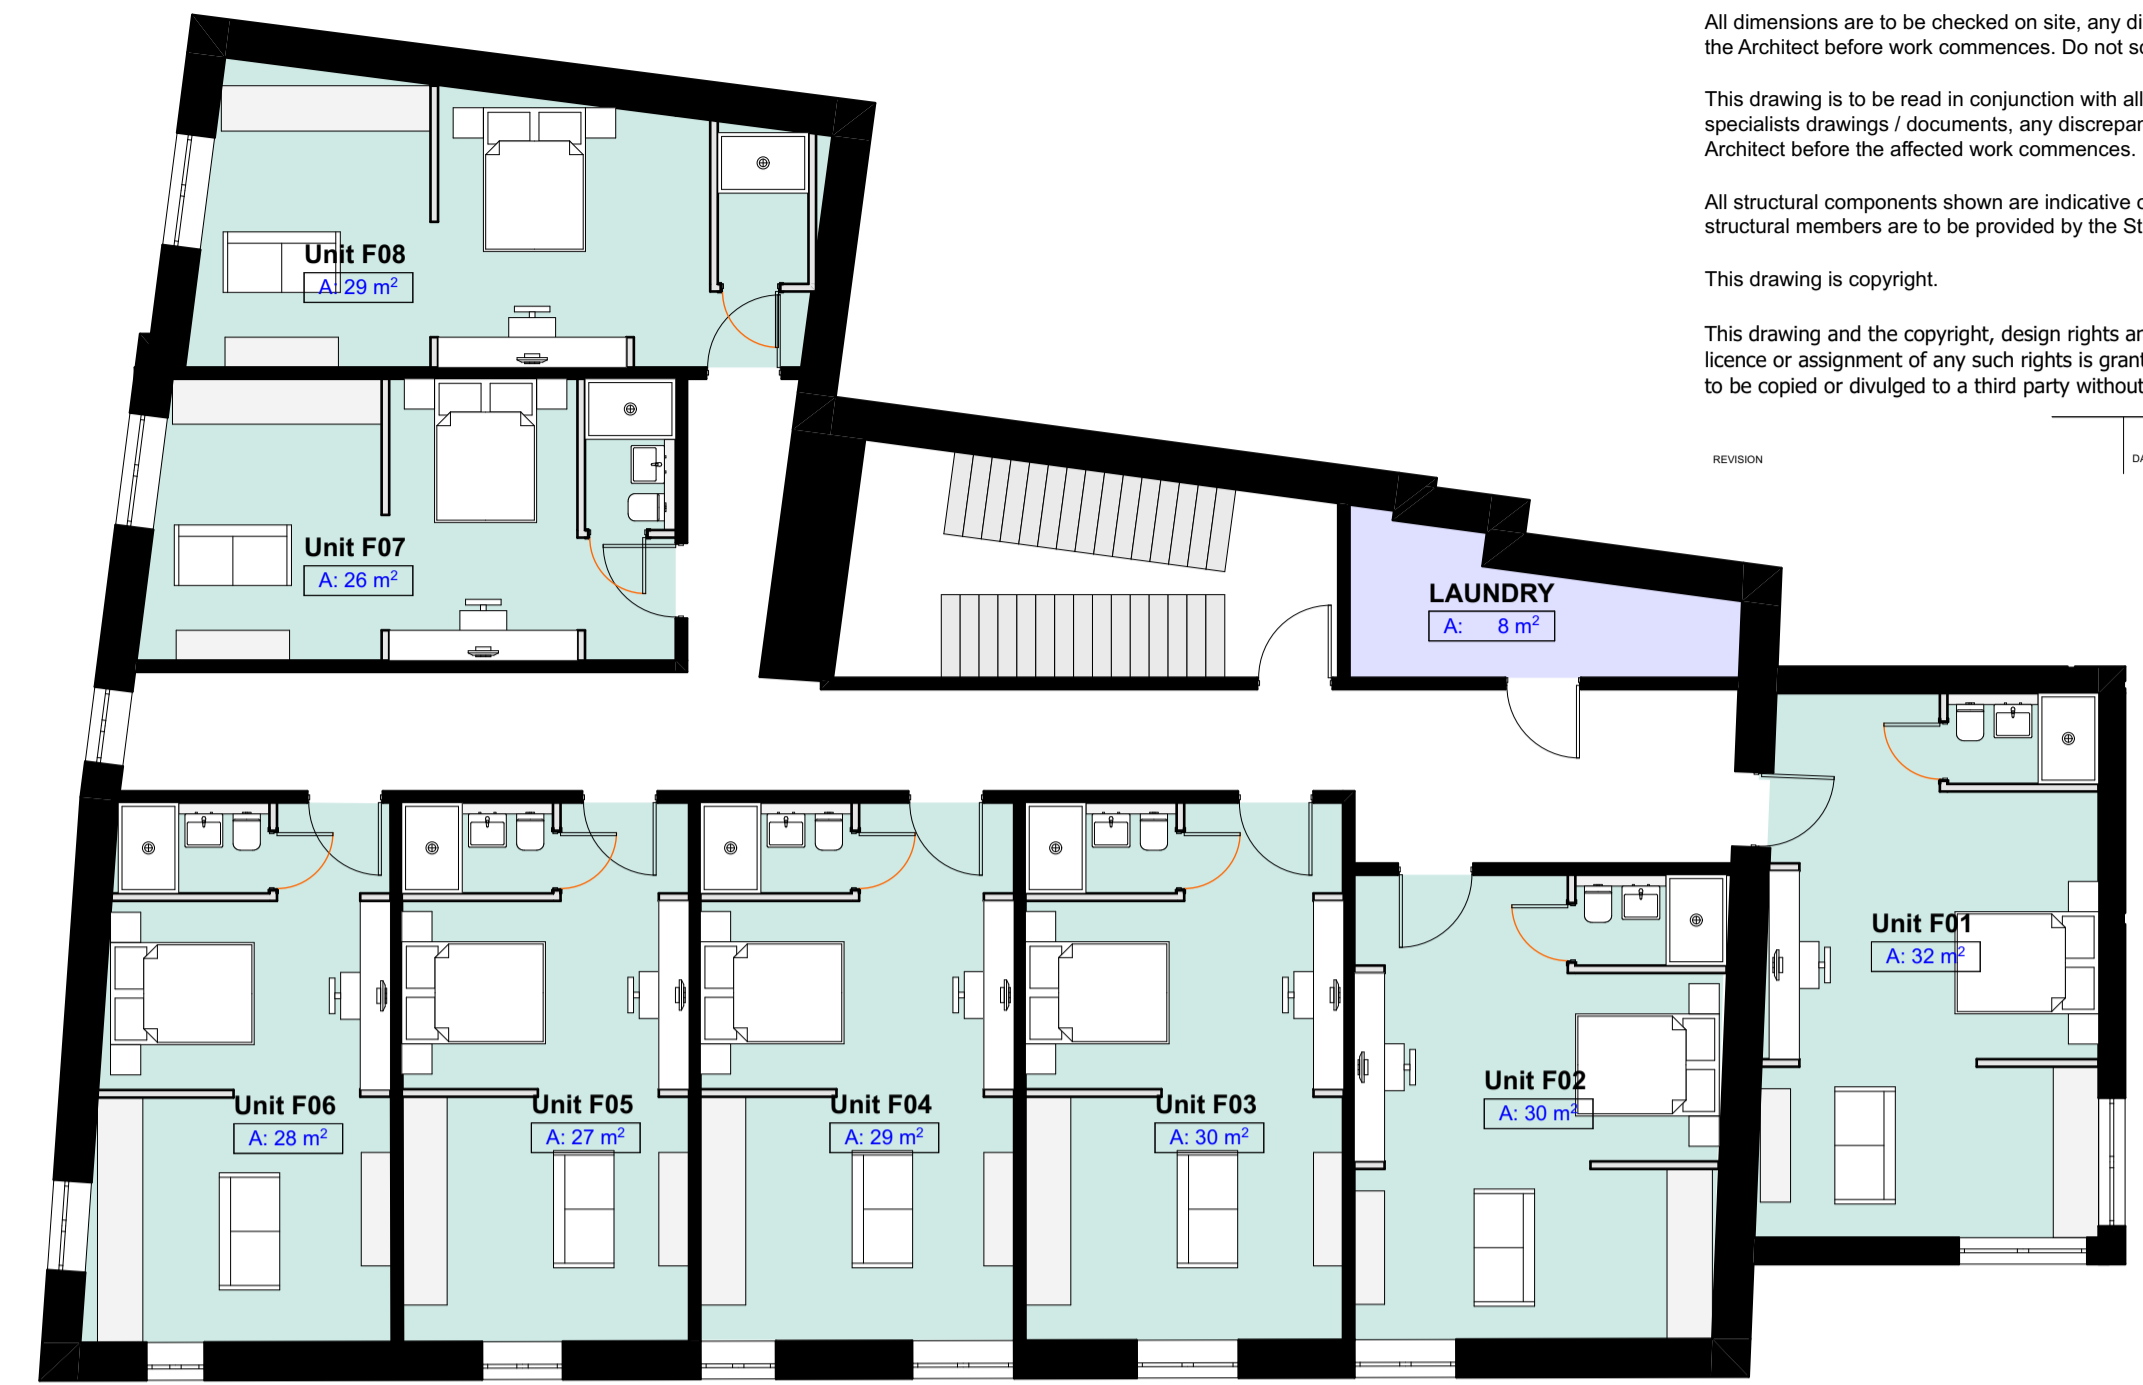 All dimensions are to be checked on site, any
the Architect before work commences. Do not
This drawing is to be read in conjunction with all
specialists drawings / documents, any
Architect before the affected work commences.
All structural components shown are indicative
structural members are to be provided by the
This drawing is copyright.
This drawing and the copyright, design rights
licence or assignment of any such rights is
to be copied or divulged to a third party without
REVISION
Unit F08
A: 29 m²
Unit F07
A: 26 m²
LAUNDRY
A: 8 m²
Unit F01
A: 32 m²
Unit F02
A: 30 m²
Unit F06
A: 28 m²
Unit F05
A: 27 m²
Unit F04
A: 29 m²
Unit F03
A: 30 m²